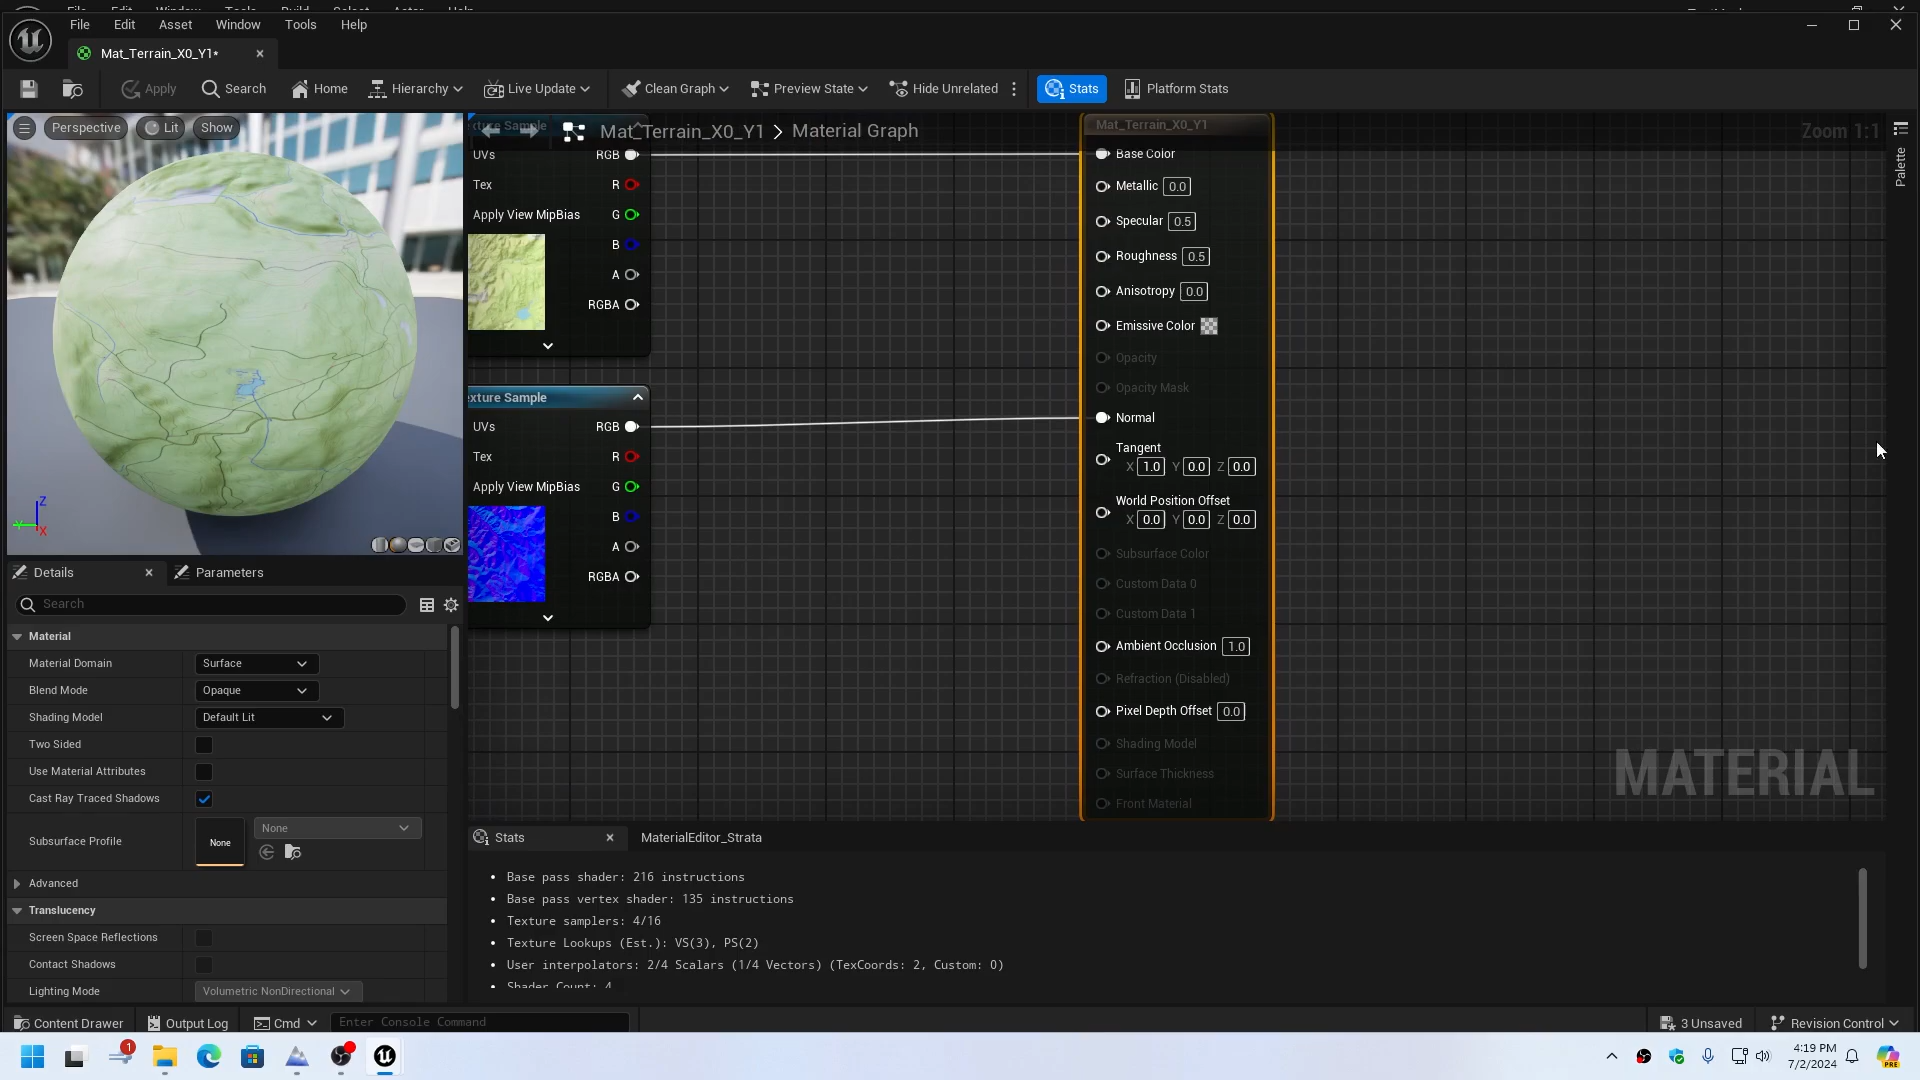 File Edit Asset Window Tools Help
Mat_Terrain_X0_Y1*
Apply Search Home Hierarchy Live Update Clean Graph Preview State Hide Unrelated Stats Platform Stats
Perspective Lit Show
Mat_Terrain_X0_Y1 > Material Graph
Zoom 1:1
Palette
xture Sample
UVs RGB
Tex R
Apply View MipBias G
B
A
RGBA
exture Sample
UVs RGB
Tex R
Apply View MipBias G
B
A
RGBA
Mat_Terrain_X0_Y1
Base Color
Metallic 0.0
Specular 0.5
Roughness 0.5
Anisotropy 0.0
Emissive Color
Opacity
Opacity Mask
Normal
Tangent
X 1.0 Y 0.0 Z 0.0
World Position Offset
X 0.0 Y 0.0 Z 0.0
Subsurface Color
Custom Data 0
Custom Data 1
Ambient Occlusion 1.0
Refraction (Disabled)
Pixel Depth Offset 0.0
Shading Model
Surface Thickness
Front Material
MATERIAL
Z
Y
X
Details Parameters
Search
Material
Material Domain Surface
Blend Mode Opaque
Shading Model Default Lit
Two Sided
Use Material Attributes
Cast Ray Traced Shadows
Subsurface Profile None None
Advanced
Translucency
Screen Space Reflections
Contact Shadows
Lighting Mode Volumetric NonDirectional
Stats MaterialEditor_Strata
• Base pass shader: 216 instructions
• Base pass vertex shader: 135 instructions
• Texture samplers: 4/16
• Texture Lookups (Est.): VS(3), PS(2)
• User interpolators: 2/4 Scalars (1/4 Vectors) (TexCoords: 2, Custom: 0)
• Shader Count: 4
Content Drawer Output Log Cmd Enter Console Command 3 Unsaved Revision Control
1
4:19 PM
7/2/2024
PRE